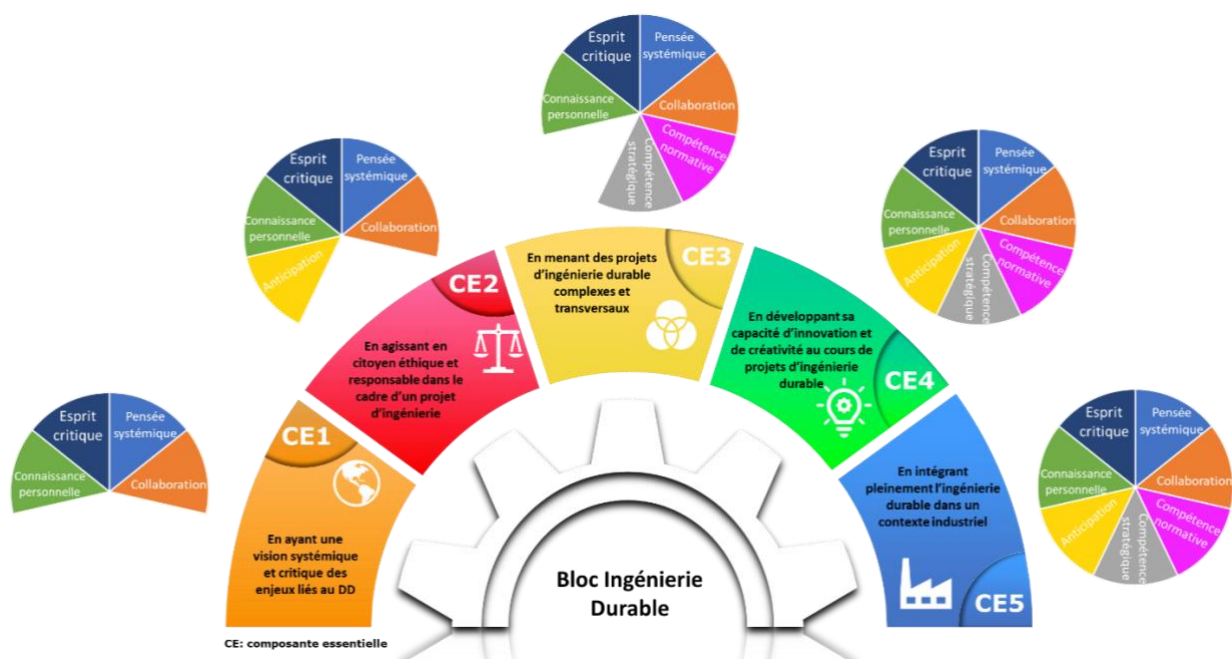 Esprit
critique
Pensée
systémique
Connaissance
personnelle
Collaboration
CE1
En ayant une
vision systémique
et critique des
enjeux liés au DD
Esprit
critique
Pensée
systémique
Connaissance
personnelle
Collaboration
Anticipation
CE2
En agissant en
citoyen éthique et
responsable dans le
cadre d'un projet
d'ingénierie
Esprit
critique
Pensée
systémique
Connaissance
personnelle
Collaboration
Compétence
normative
Compétence
stratégique
CE3
En menant des projets
d'ingénierie durable
complexes et
transversaux
Esprit
critique
Pensée
systémique
Connaissance
personnelle
Collaboration
Anticipation
Compétence
normative
Compétence
stratégique
CE4
En développant sa
capacité d'innovation et
de créativité au cours de
projets d'ingénierie
durable
Esprit
critique
Pensée
systémique
Connaissance
personnelle
Collaboration
Anticipation
Compétence
normative
Compétence
stratégique
En intégrant
pleinement l'ingénierie
durable dans un
contexte industriel
CE5
Bloc Ingénierie
Durable
CE: composante essentielle